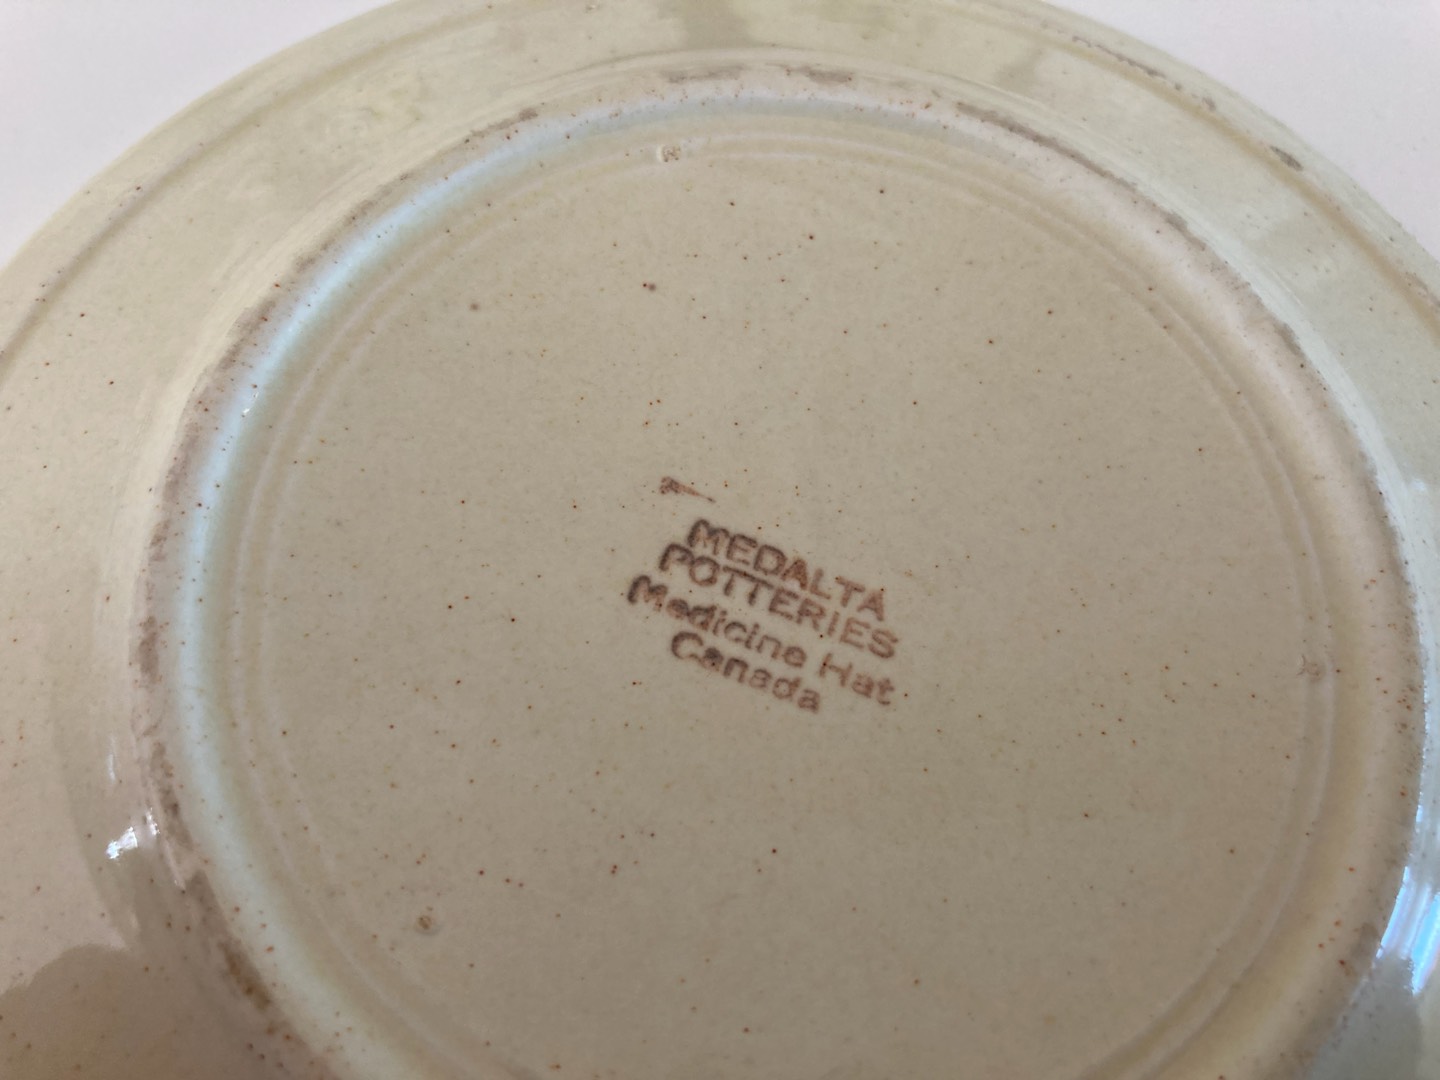 MEDALTA
POTTERIES
Medicine Hat
Canada